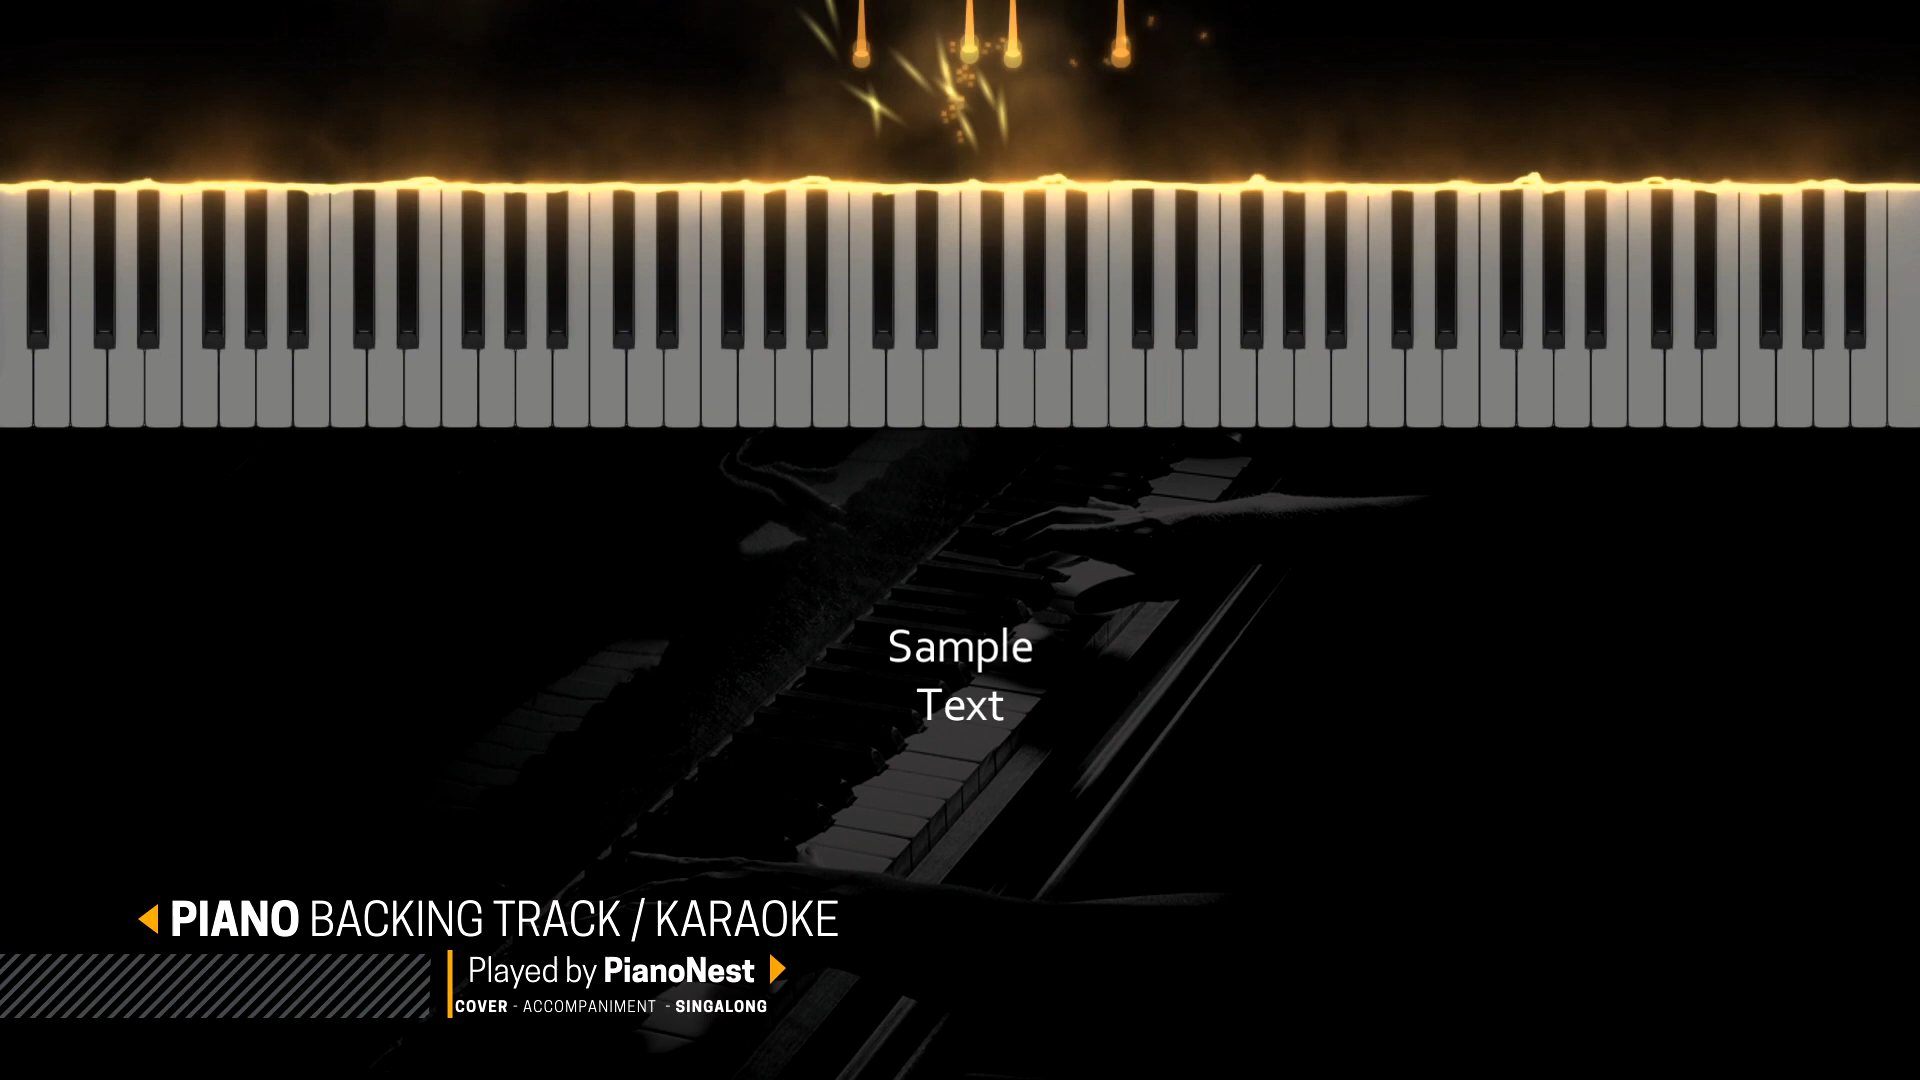 Sample
Text
PIANO BACKING TRACK / KARAOKE
Played by PianoNest
COVER - ACCOMPANIMENT - SINGALONG